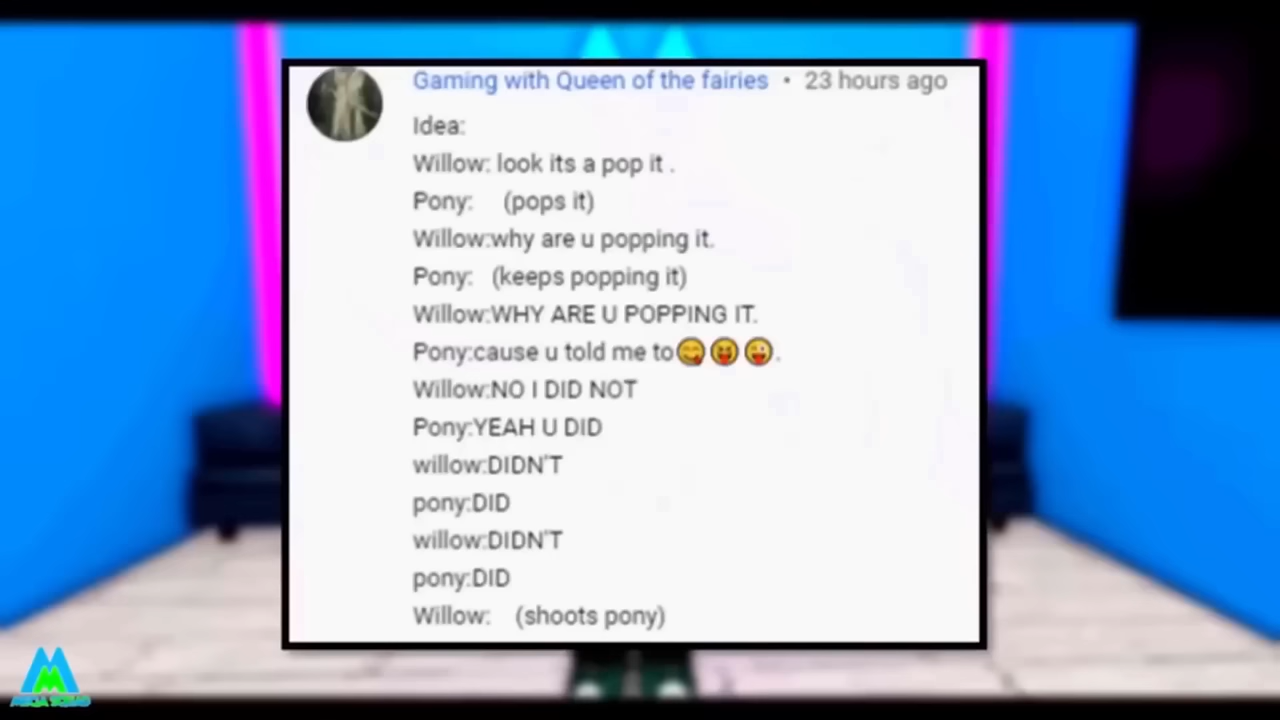 Gaming with Queen of the fairies • 23 hours ago
Idea:
Willow: look its a pop it .
Pony: (pops it)
Willow:why are u popping it.
Pony: (keeps popping it)
Willow:WHY ARE U POPPING IT.
Pony:cause u told me to😋😝😜.
Willow:NO I DID NOT
Pony:YEAH U DID
willow:DIDN'T
pony:DID
willow:DIDN'T
pony:DID
Willow: (shoots pony)